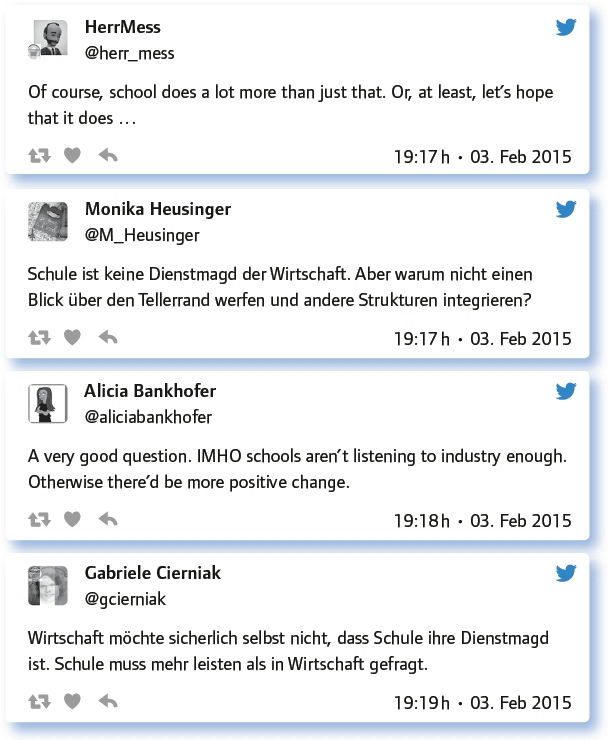 HerrMess
@herr_mess
Of course, school does a lot more than just that. Or, at least, let’s hope
that it does …
19:17 h • 03. Feb 2015
Monika Heusinger
@M_Heusinger
Schule ist keine Dienstmagd der Wirtschaft. Aber warum nicht einen
Blick über den Tellerrand werfen und andere Strukturen integrieren?
19:17 h • 03. Feb 2015
Alicia Bankhofer
@aliciabankhofer
A very good question. IMHO schools aren’t listening to industry enough.
Otherwise there’d be more positive change.
19:18 h • 03. Feb 2015
Gabriele Cierniak
@gcierniak
Wirtschaft möchte sicherlich selbst nicht, dass Schule ihre Dienstmagd
ist. Schule muss mehr leisten als in Wirtschaft gefragt.
19:19 h • 03. Feb 2015